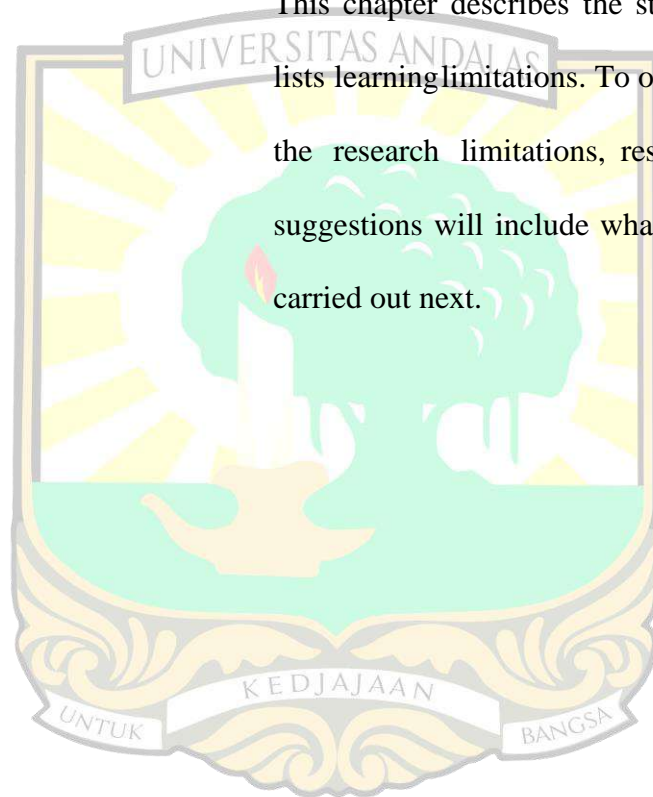 This chapter describes the st
UNIVERSITAS ANDALAS
lists learning limitations. To o
the research limitations, res
suggestions will include wha
carried out next.
KEDJAJAAN
UNTUK
BANGSA